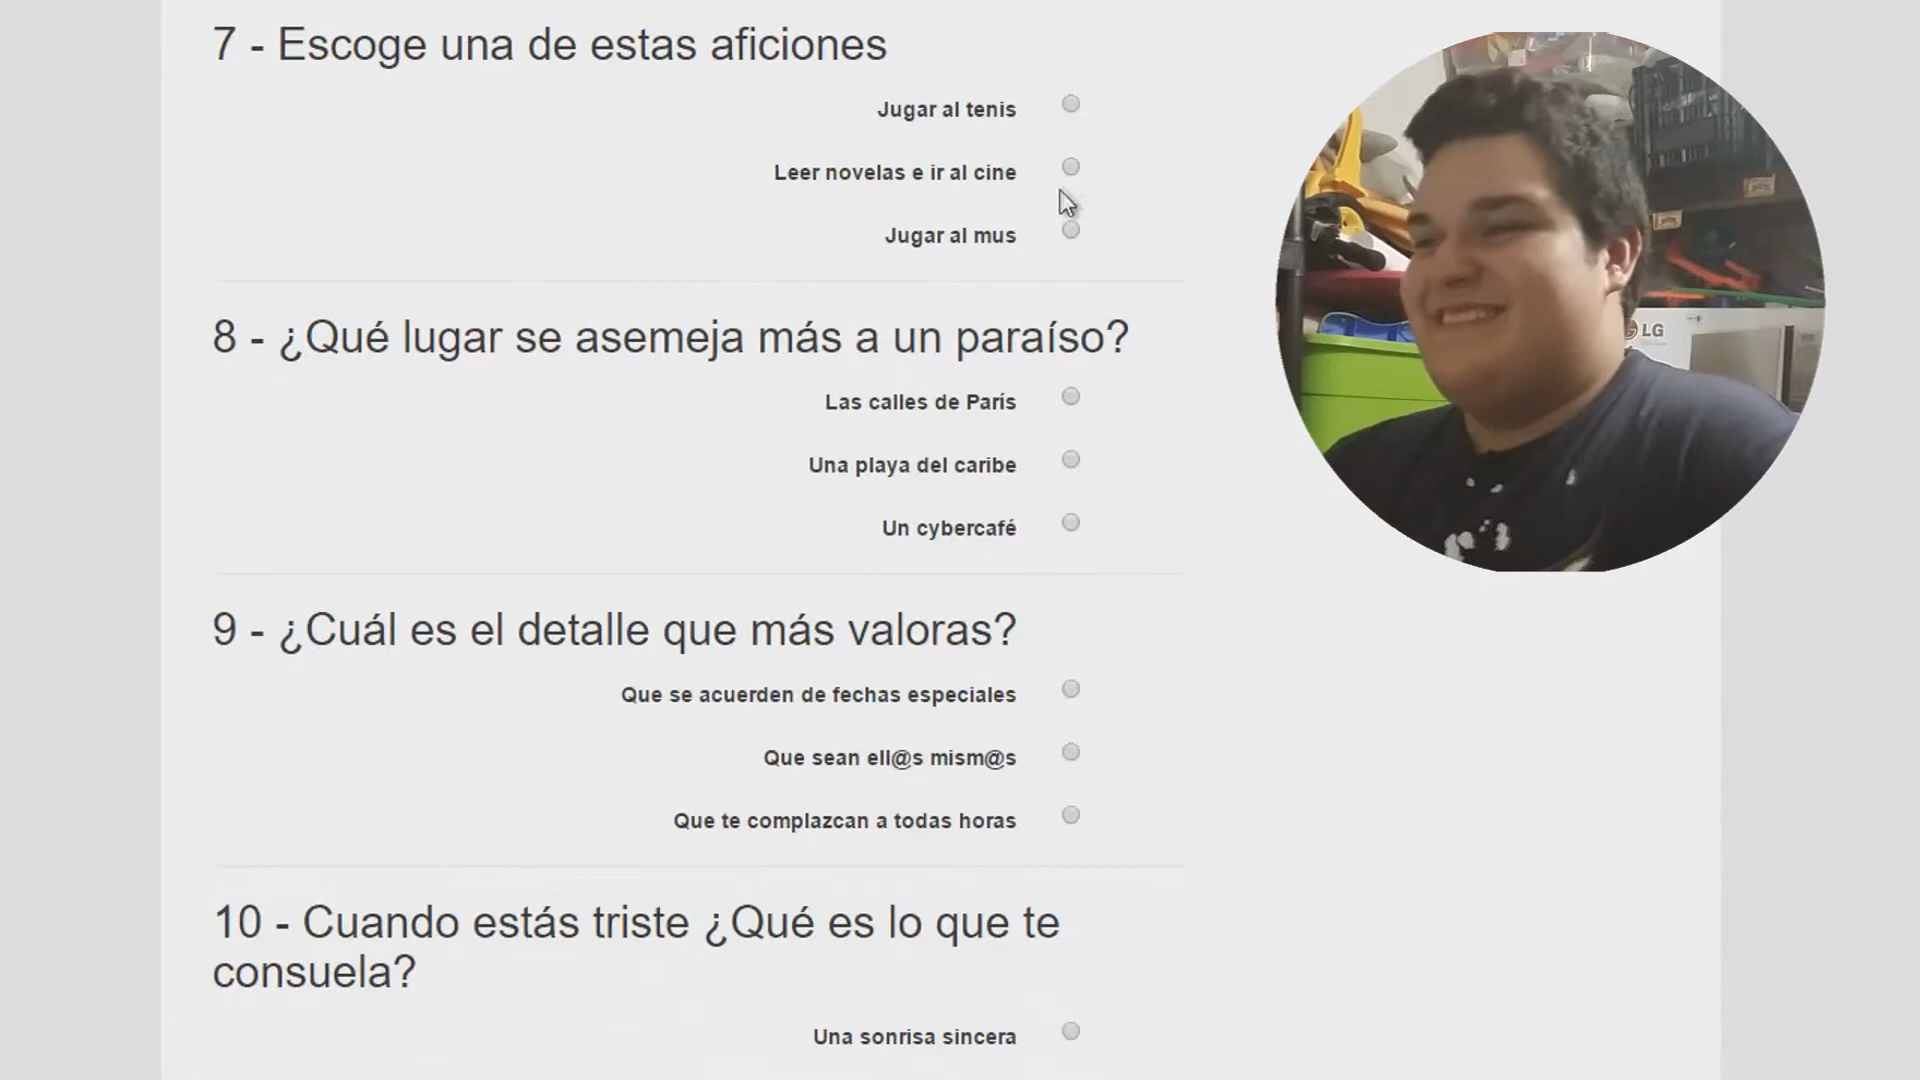 7 - Escoge una de estas aficiones
Jugar al tenis
Leer novelas e ir al cine
Jugar al mus
8 - ¿Qué lugar se asemeja más a un paraíso?
Las calles de París
Una playa del caribe
Un cybercafé
9 - ¿Cuál es el detalle que más valoras?
Que se acuerden de fechas especiales
Que sean ell@s mism@s
Que te complazcan a todas horas
10 - Cuando estás triste ¿Qué es lo que te
consuela?
Una sonrisa sincera
LG